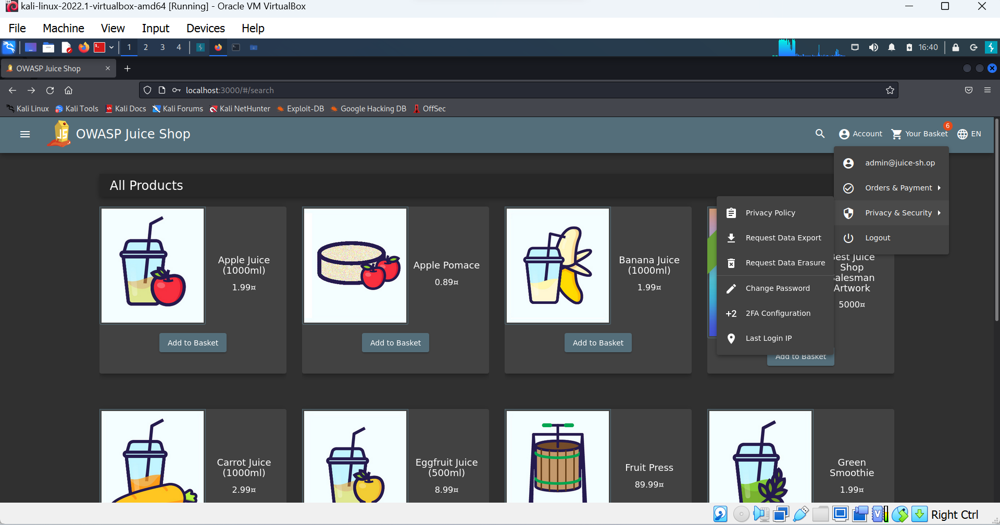 kali-linux-2022.1-virtualbox-amd64 [Running] - Oracle VM VirtualBox
File Machine View Input Devices Help
1 2 3 4 16:40
OWASP Juice Shop
localhost:3000/#/search
Kali Linux Kali Tools Kali Docs Kali Forums Kali NetHunter Exploit-DB Google Hacking DB OffSec
OWASP Juice Shop Account Your Basket 6 EN
admin@juice-sh.op
Orders & Payment
Privacy & Security
Logout
Privacy Policy
Request Data Export
Request Data Erasure
Change Password
+2 2FA Configuration
Last Login IP
All Products
Apple Juice
(1000ml)
1.99¤
Add to Basket
Apple Pomace
0.89¤
Add to Basket
Banana Juice
(1000ml)
1.99¤
Add to Basket
Best Juice
Shop
Salesman
Artwork
5000¤
Add to Basket
Carrot Juice
(1000ml)
2.99¤
Eggfruit Juice
(500ml)
8.99¤
Fruit Press
89.99¤
Green
Smoothie
1.99¤
Right Ctrl